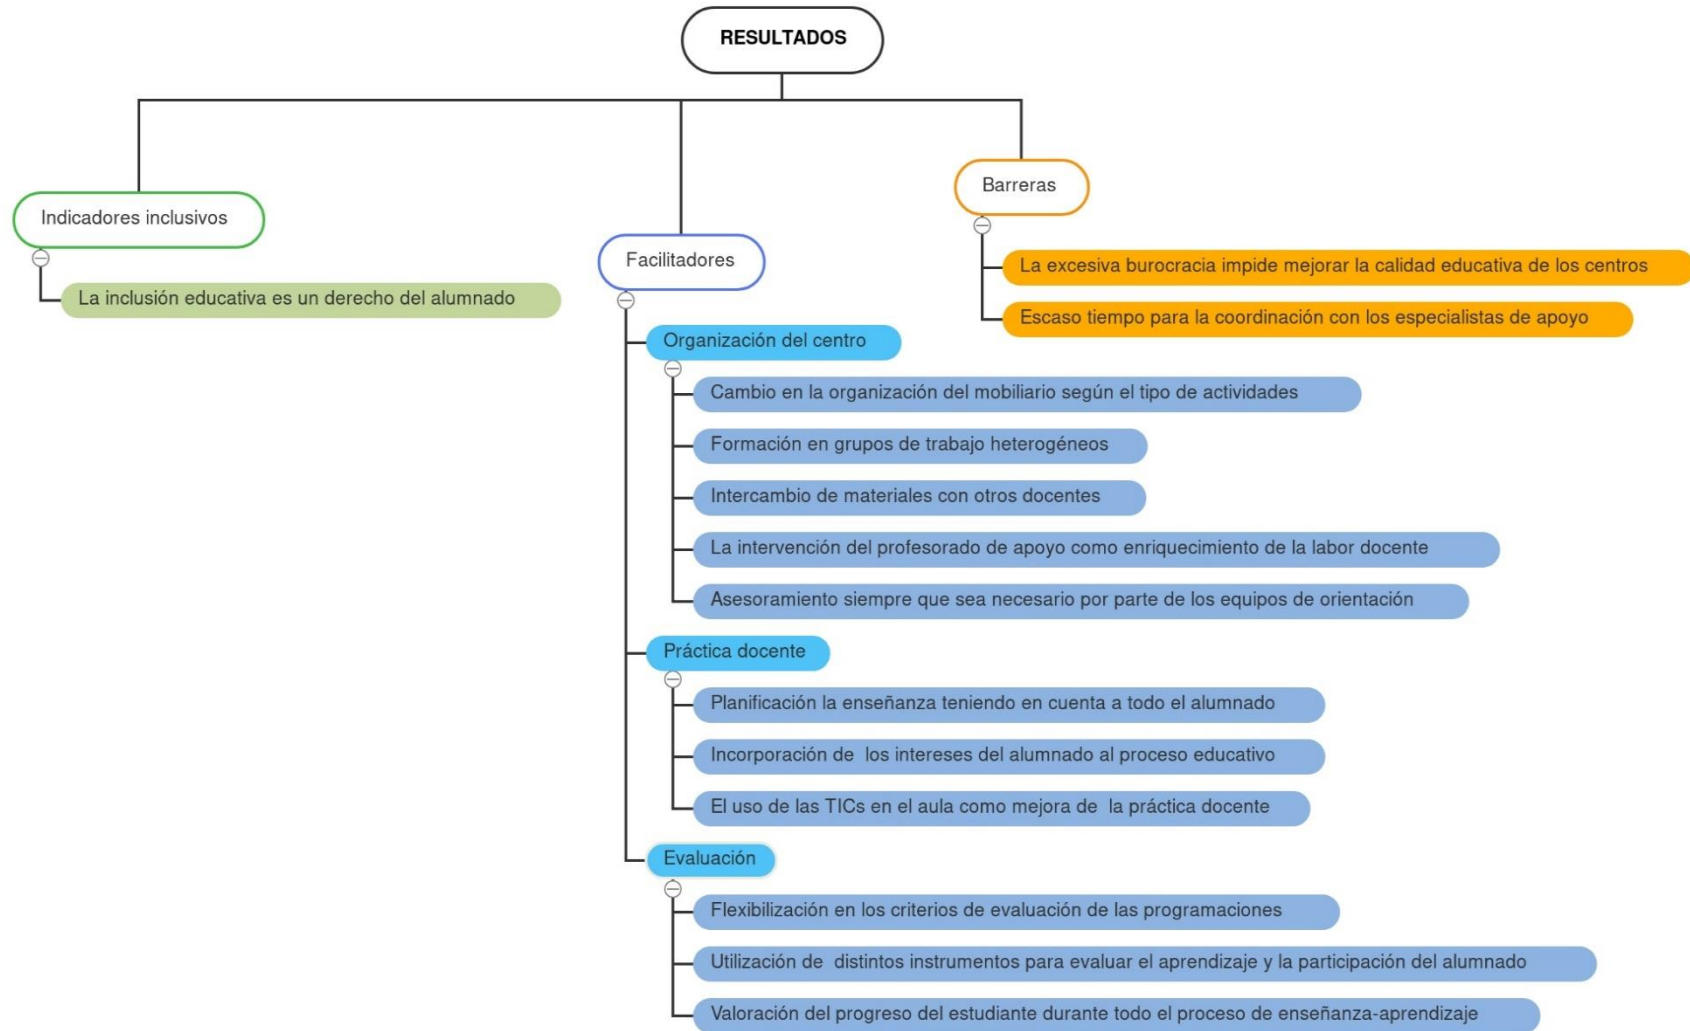 RESULTADOS
Indicadores inclusivos
La inclusión educativa es un derecho del alumnado
Facilitadores
Organización del centro
Cambio en la organización del mobiliario según el tipo de actividades
Formación en grupos de trabajo heterogéneos
Intercambio de materiales con otros docentes
La intervención del profesorado de apoyo como enriquecimiento de la labor docente
Asesoramiento siempre que sea necesario por parte de los equipos de orientación
Práctica docente
Planificación la enseñanza teniendo en cuenta a todo el alumnado
Incorporación de  los intereses del alumnado al proceso educativo
El uso de las TICs en el aula como mejora de  la práctica docente
Evaluación
Flexibilización en los criterios de evaluación de las programaciones
Utilización de  distintos instrumentos para evaluar el aprendizaje y la participación del alumnado
Valoración del progreso del estudiante durante todo el proceso de enseñanza-aprendizaje
Barreras
La excesiva burocracia impide mejorar la calidad educativa de los centros
Escaso tiempo para la coordinación con los especialistas de apoyo